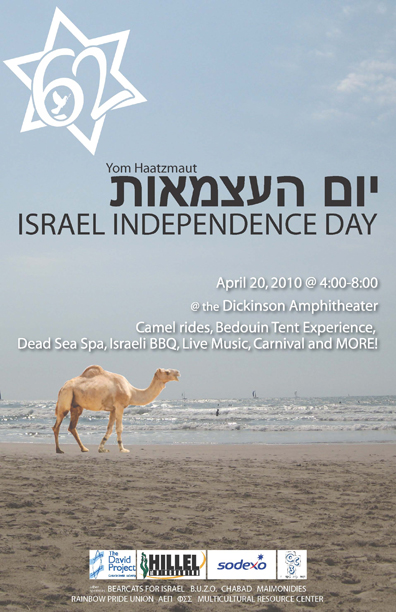 62
Yom Haatzmaut
יום העצמאות
ISRAEL INDEPENDENCE DAY
April 20, 2010 @ 4:00-8:00
@ the Dickinson Amphitheater
Camel rides, Bedouin Tent Experience,
Dead Sea Spa, Israeli BBQ, Live Music, Carnival and MORE!
The David Project
HILLEL
sodexo
BEARCATS FOR ISRAEL B.U.Z.O. CHABAD MAIMONIDIES
RAINBOW PRIDE UNION ΑΕΠ ΦΣΣ MULTICULTURAL RESOURCE CENTER